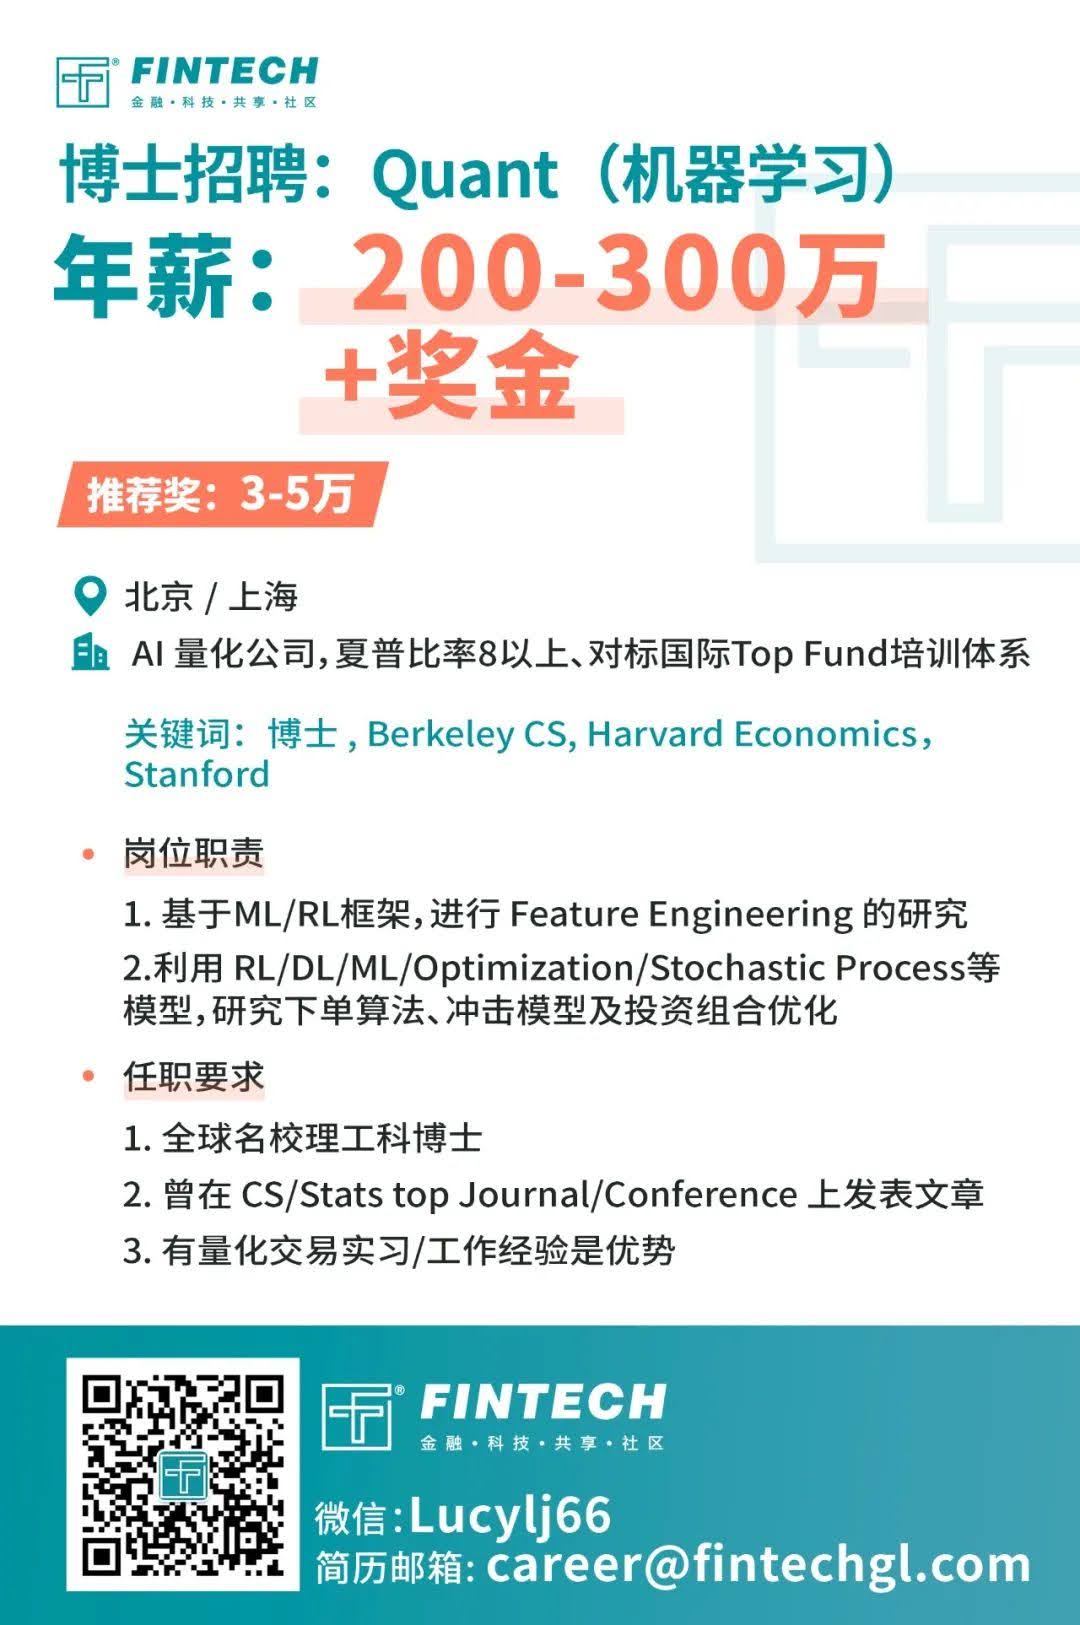 FINTECH
金融·科技·共享·社区
博士招聘：Quant（机器学习）
年薪：200-300万
+奖金
推荐奖：3-5万
北京 / 上海
AI 量化公司，夏普比率8以上、对标国际Top Fund培训体系
关键词：博士 , Berkeley CS, Harvard Economics，
Stanford
岗位职责
1. 基于ML/RL框架，进行 Feature Engineering 的研究
2.利用 RL/DL/ML/Optimization/Stochastic Process等
模型，研究下单算法、冲击模型及投资组合优化
任职要求
1. 全球名校理工科博士
2. 曾在 CS/Stats top Journal/Conference 上发表文章
3. 有量化交易实习/工作经验是优势
FINTECH
金融·科技·共享·社区
微信：Lucylj66
简历邮箱：career@fintechgl.com